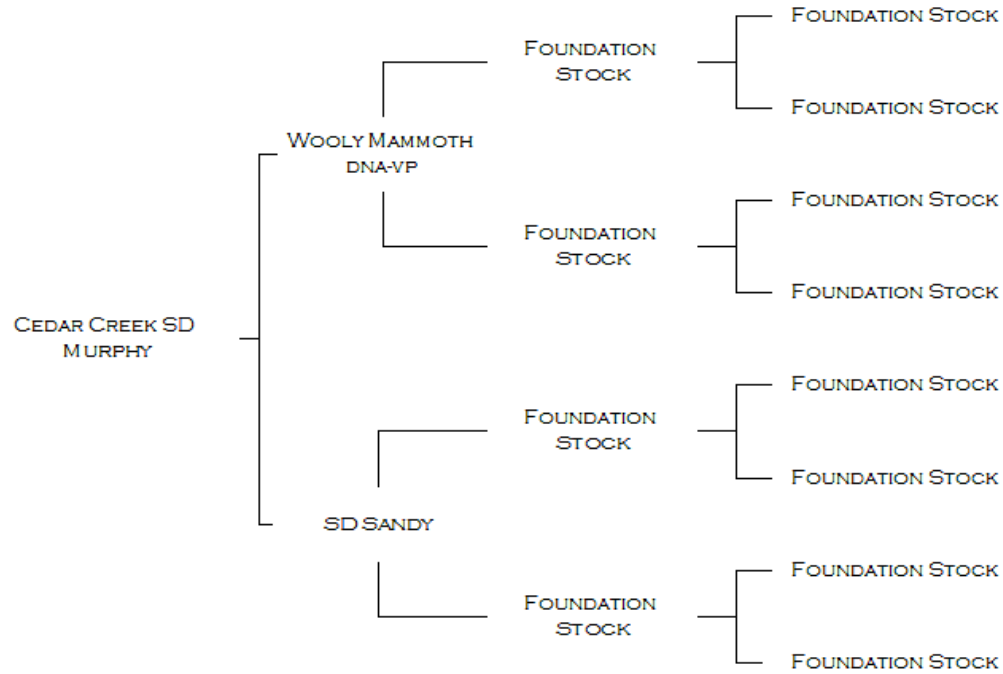 Foundation Stock
Foundation
Stock
Foundation Stock
Wooly Mammoth
DNA-VP
Foundation Stock
Foundation
Stock
Foundation Stock
Cedar Creek SD
Murphy
Foundation Stock
Foundation
Stock
Foundation Stock
SD Sandy
Foundation Stock
Foundation
Stock
Foundation Stock